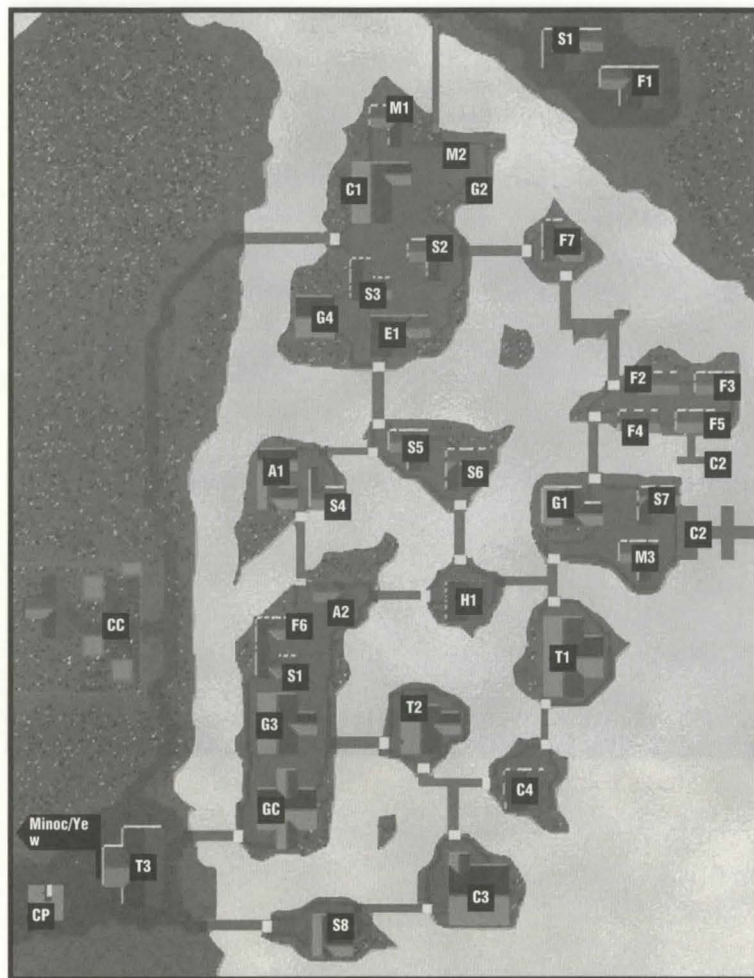 S1
F1
M1
M2
C1
G2
S2
F7
S3
G4
E1
F2
F3
F4
F5
S5
C2
A1
S6
S4
G1
S7
C2
M3
H1
A2
CC
F6
T1
S1
T2
G3
C4
GC
Minoc/Ye
w
T3
C3
CP
S8